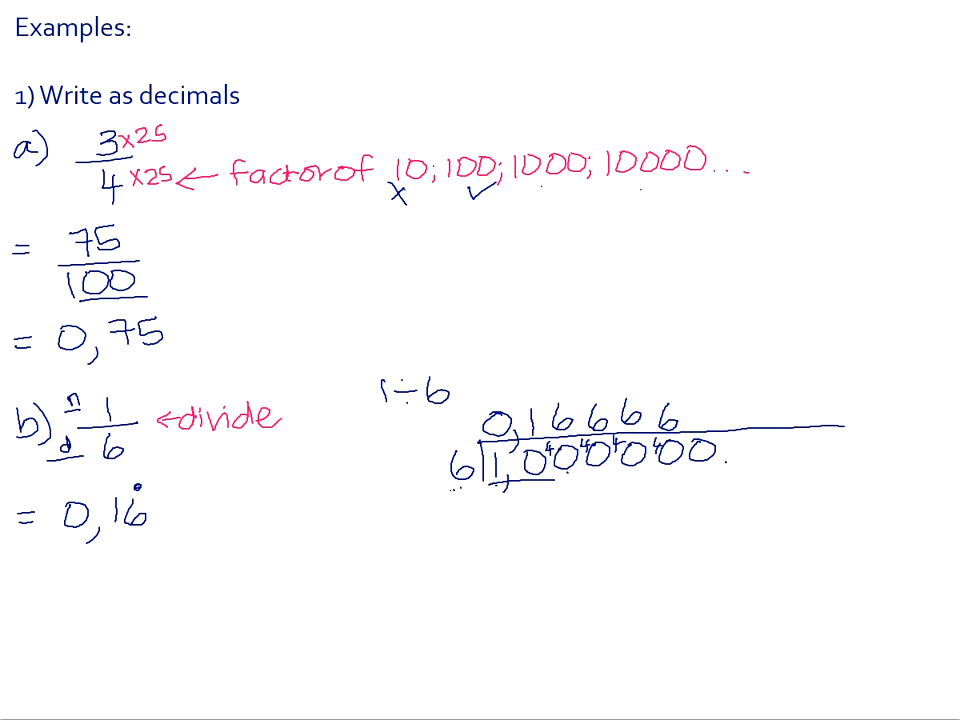 Examples:
1) Write as decimals
a) 3 x25
4 x25 ← factor of 10; 100; 1000; 10000...
x ✓
= 75
100
= 0,75
b) n 1 ← divide
d 6
1÷6
0,16666
6 1,0⁴0⁴0⁴0⁴00.
= 0,16̇